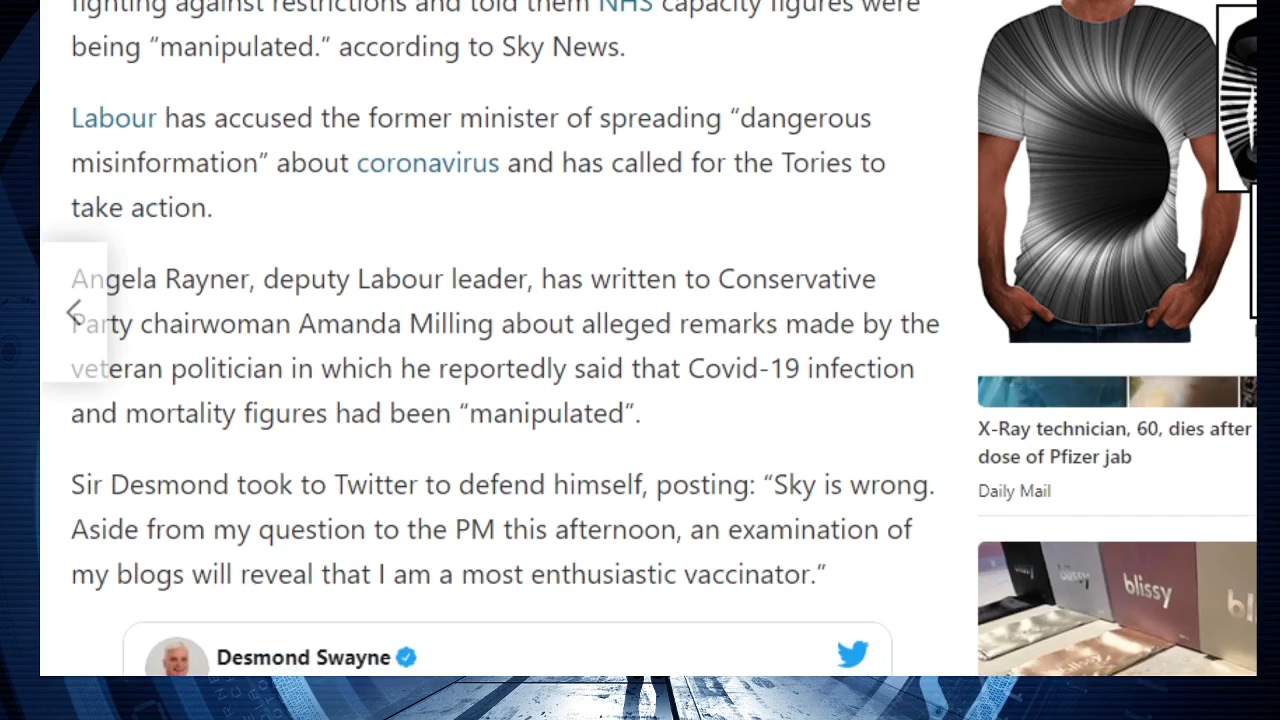 fighting against restrictions and told them NHS capacity figures were
being “manipulated.” according to Sky News.
Labour has accused the former minister of spreading “dangerous
misinformation” about coronavirus and has called for the Tories to
take action.
Angela Rayner, deputy Labour leader, has written to Conservative
Party chairwoman Amanda Milling about alleged remarks made by the
veteran politician in which he reportedly said that Covid-19 infection
and mortality figures had been “manipulated”.
Sir Desmond took to Twitter to defend himself, posting: “Sky is wrong.
Aside from my question to the PM this afternoon, an examination of
my blogs will reveal that I am a most enthusiastic vaccinator.”
Desmond Swayne
X-Ray technician, 60, dies after
dose of Pfizer jab
Daily Mail
blissy
blissy
bl